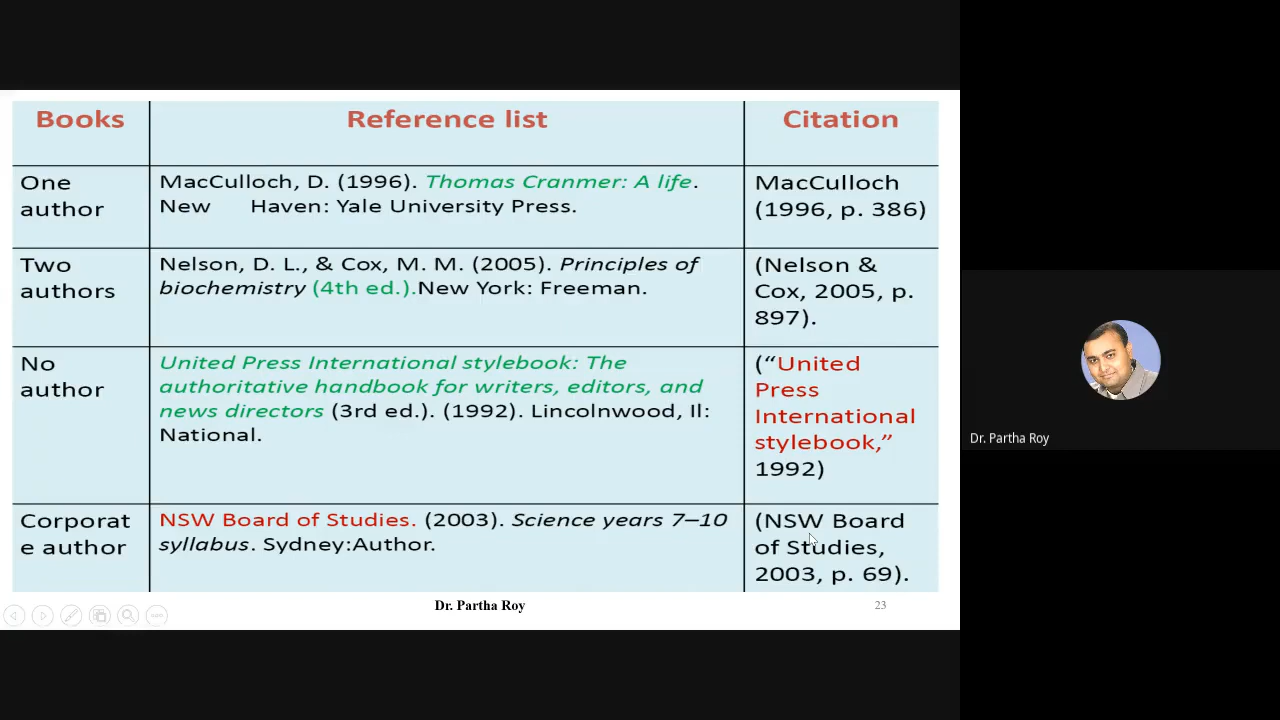 Books
Reference list
Citation
One
author
MacCulloch, D. (1996). Thomas Cranmer: A life.
New Haven: Yale University Press.
MacCulloch
(1996, p. 386)
Two
authors
Nelson, D. L., & Cox, M. M. (2005). Principles of
biochemistry (4th ed.).New York: Freeman.
(Nelson &
Cox, 2005, p.
897).
No
author
United Press International stylebook: The
authoritative handbok for writers, editors, and
news directors (3rd ed.). (1992). Lincolnwood, Il:
National.
(“United
Press
International
stylebook,”
1992)
Corporat
e author
NSW Board of Studies. (2003). Science years 7–10
syllabus. Sydney:Author.
(NSW Board
of Studies,
2003, p. 69).
Dr. Partha Roy
23
Dr. Partha Roy